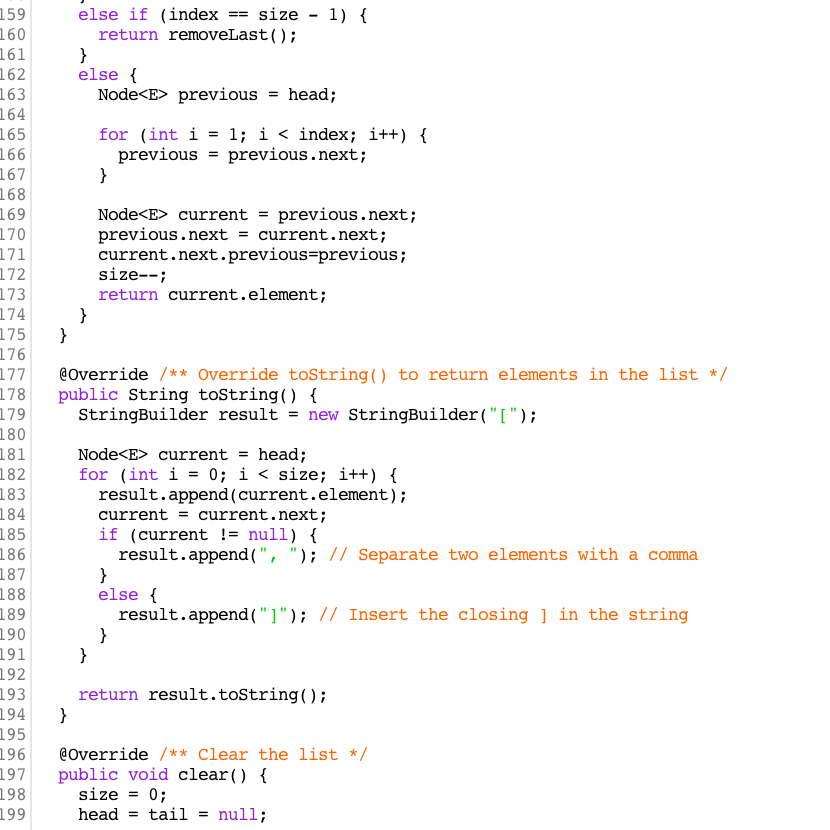 159     else if (index == size - 1) {
160       return removeLast();
161     }
162     else {
163       Node<E> previous = head;
164
165       for (int i = 1; i < index; i++) {
166         previous = previous.next;
167       }
168
169       Node<E> current = previous.next;
170       previous.next = current.next;
171       current.next.previous=previous;
172       size--;
173       return current.element;
174     }
175   }
176
177   @Override /** Override toString() to return elements in the list */
178   public String toString() {
179     StringBuilder result = new StringBuilder("[");
180
181     Node<E> current = head;
182     for (int i = 0; i < size; i++) {
183       result.append(current.element);
184       current = current.next;
185       if (current != null) {
186         result.append(", "); // Separate two elements with a comma
187       }
188       else {
189         result.append("]"); // Insert the closing ] in the string
190       }
191     }
192
193     return result.toString();
194   }
195
196   @Override /** Clear the list */
197   public void clear() {
198     size = 0;
199     head = tail = null;